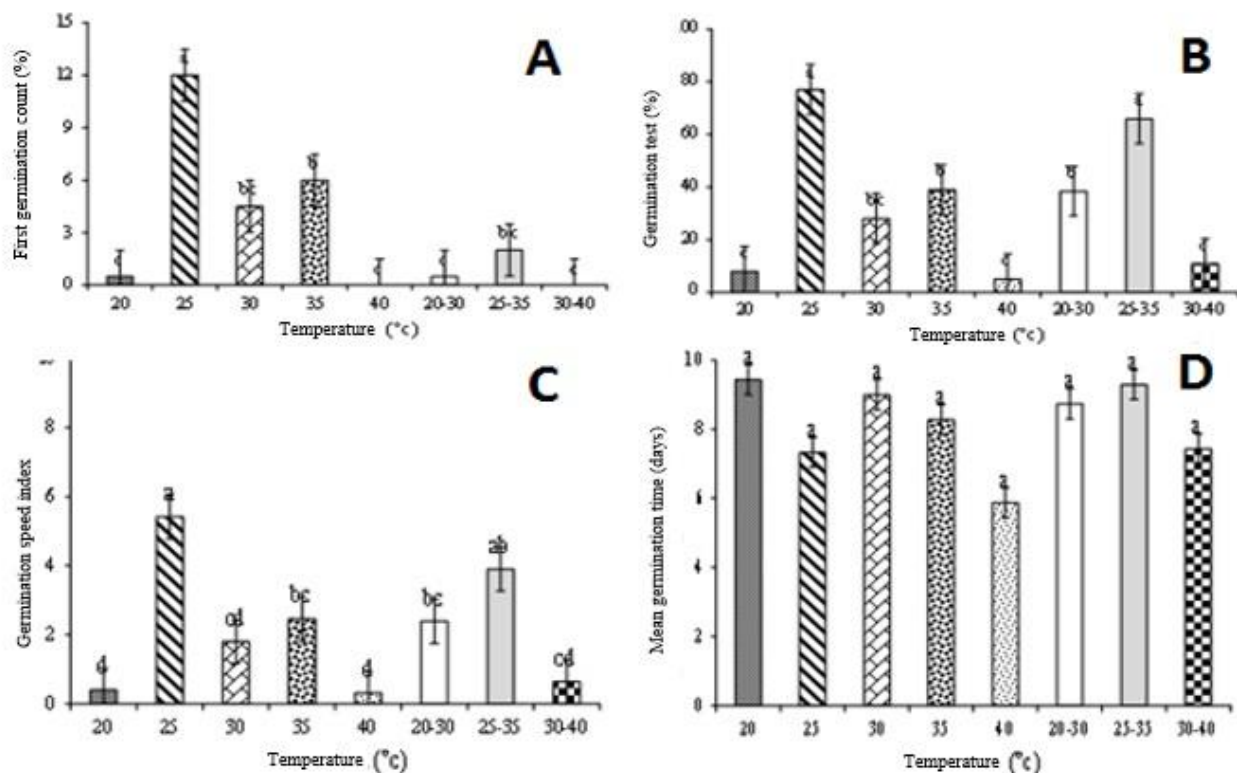 A
First germination count (%)
15
12
9
6
3
0
bc
b
bc
20 25 30 35 40 20-30 25-35 30-40
Temperature (°c)
B
Germination test (%)
00
80
60
40
20
00
20 25 30 35 40 20-30 25-35 30-40
Temperature (°c)
C
Germination speed index
8
6
4
2
0
d a cd bc d bc ab cd
20 25 30 35 40 20-30 25-35 30-40
Temperature (°c)
D
Mean germination time (days)
10
8
6
4
2
0
a a a a a a a a
20 25 30 35 40 20-30 25-35 30-40
Temperature (°c)